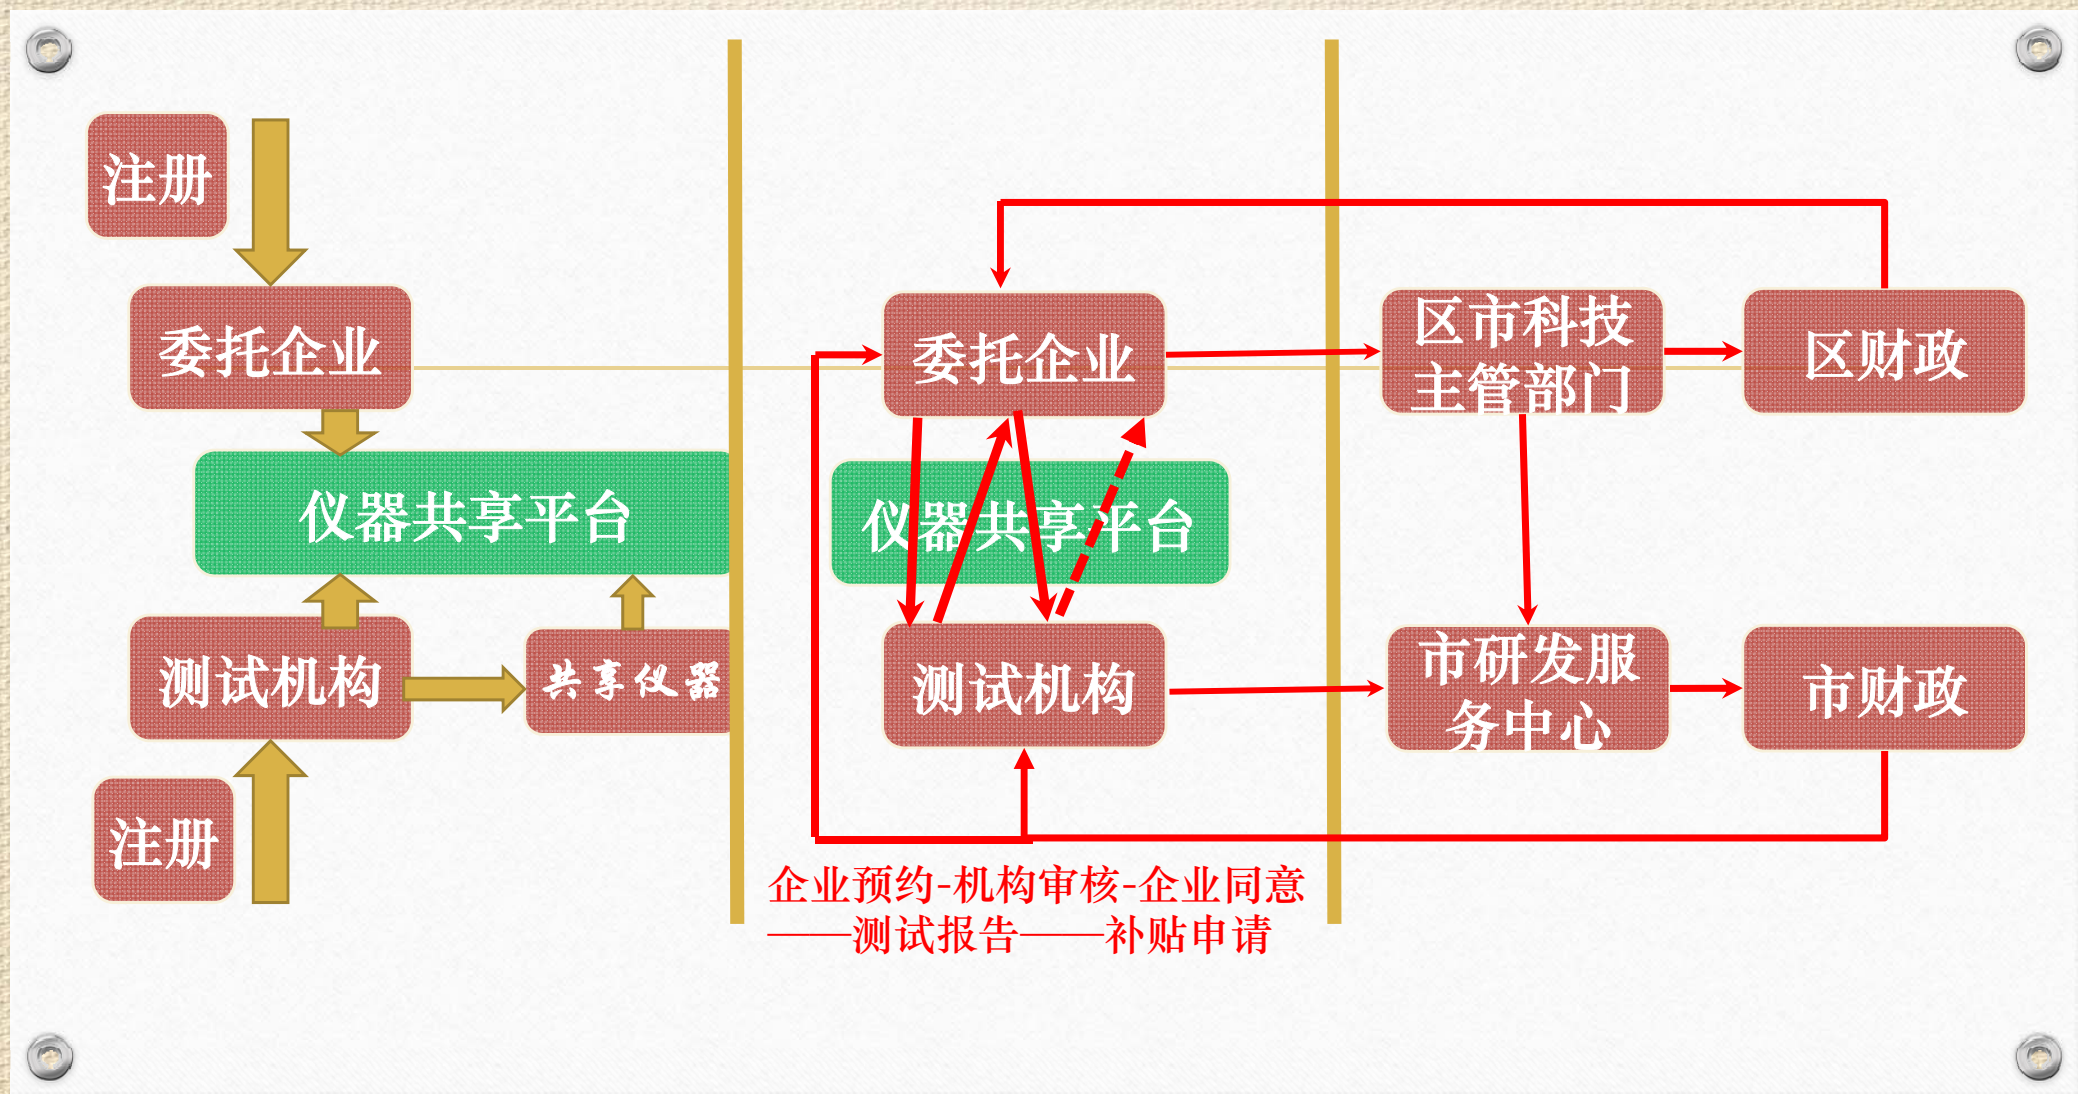 注册
委托企业
仪器共享平台
测试机构
共享仪器
注册
委托企业
仪器共享平台
测试机构
企业预约-机构审核-企业同意
——测试报告——补贴申请
区市科技
主管部门
区财政
市研发服
务中心
市财政